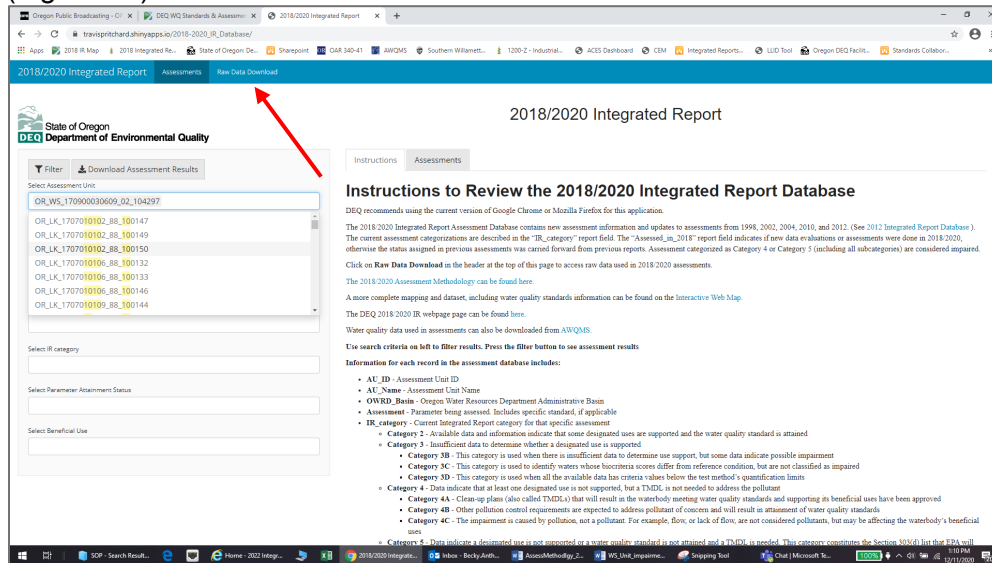 Oregon Public Broadcasting - OP
DEQ WQ Standards & Assessmen
2018/2020 Integrated Report
travispritchard.shinyapps.io/2018-2020_IR_Database/
Apps
2018 IR Map
2018 Integrated Re...
State of Oregon De...
Sharepoint
OAR 340-41
AWQMS
Southern Willamett...
1200-Z - Industrial...
ACES Dashboard
CEM
Integrated Reports...
LLID Tool
Oregon DEQ Facilit...
Standards Collabor...
2018/2020 Integrated Report
Assessments
Raw Data Download
State of Oregon
DEQ Department of Environmental Quality
2018/2020 Integrated Report
Filter
Download Assessment Results
Select Assessment Unit
OR_WS_170900030609_02_104297
OR_LK_1707010102_88_100147
OR_LK_1707010102_88_100149
OR_LK_1707010102_88_100150
OR_LK_1707010106_88_100132
OR_LK_1707010106_88_100133
OR_LK_1707010106_88_100146
OR_LK_1707010109_88_100144
Select IR category
Select Parameter Attainment Status
Select Beneficial Use
Instructions
Assessments
Instructions to Review the 2018/2020 Integrated Report Database
DEQ recommends using the current version of Google Chrome or Mozilla Firefox for this application.
The 2018/2020 Integrated Report Assessment Database contains new assessment information and updates to assessments from 1998, 2002, 2004, 2010, and 2012. (See 2012 Integrated Report Database ).
The current assessment categorizations are described in the "IR_category" report field. The "Assessed_in_2018" report field indicates if new data evaluations or assessments were done in 2018/2020,
otherwise the status assigned in previous assessments was carried forward from previous reports. Assessment categorized as Category 4 or Category 5 (including all subcategories) are considered impaired.
Click on Raw Data Download in the header at the top of this page to access raw data used in 2018/2020 assessments.
The 2018/2020 Assessment Methodology can be found here.
A more complete mapping and dataset, including water quality standards information can be found on the Interactive Web Map.
The DEQ 2018/2020 IR webpage page can be found here.
Water quality data used in assessments can also be downloaded from AWQMS.
Use search criteria on left to filter results. Press the filter button to see assessment results
Information for each record in the assessment database includes:
• AU_ID - Assessment Unit ID
• AU_Name - Assessment Unit Name
• OWRD_Basin - Oregon Water Resources Department Administrative Basin
• Assessment - Parameter being assessed. Includes specific standard, if applicable
• IR_category - Current Integrated Report category for that specific assessment
Category 2 - Available data and information indicate that some designated uses are supported and the water quality standard is attained
Category 3 - Insufficient data to determine whether a designated use is supported
Category 3B - This category is used when there is insufficient data to determine use support, but some data indicate possible impairment
Category 3C - This category is used to identify waters whose biocriteria scores differ from reference condition, but are not classified as impaired
Category 3D - This category is used when all the available data has criteria values below the test method's quantification limits
Category 4 - Data indicate that at least one designated use is not supported, but a TMDL is not needed to address the pollutant
Category 4A - Clean-up plans (also called TMDLs) that will result in the waterbody meeting water quality standards and supporting its beneficial uses have been approved
Category 4B - Other pollution control requirements are expected to address pollutant of concern and will result in attainment of water quality standards
Category 4C - The impairment is caused by pollution, not a pollutant. For example, flow, or lack of flow, are not considered pollutants, but may be affecting the waterbody's beneficial
uses
Category 5 - Data indicate a designated use is not supported or a water quality standard is not attained and a TMDL is needed. This category constitutes the Section 303(d) list that EPA will
SOP - Search Result...
Home - 2022 Integr...
2018/2020 Integrate...
Inbox - Becky.Anth...
AssessMethodlgy_2...
WS_Unit_impairme...
Snipping Tool
Chat | Microsoft Te...
100%
1:10 PM
12/11/2020